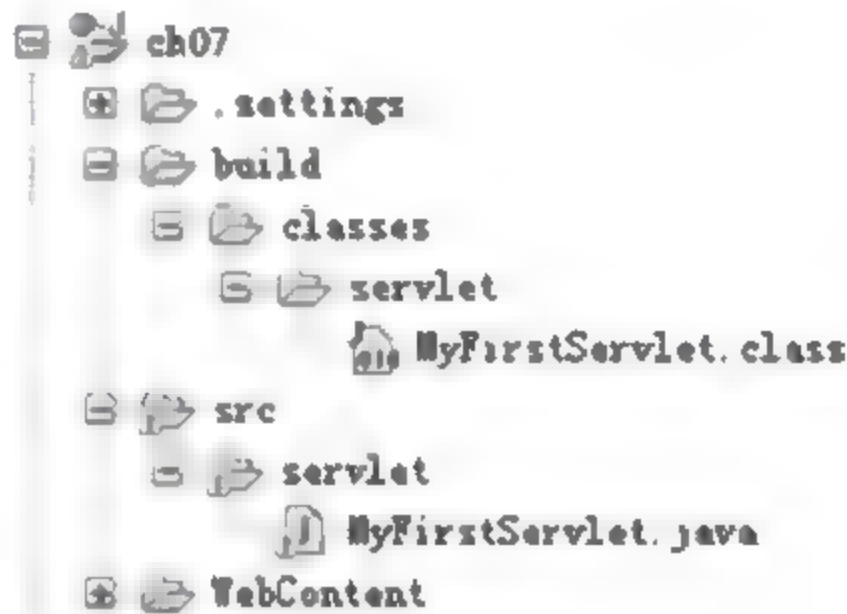 ch07
.settings
build
classes
servlet
MyFirstServlet.class
src
servlet
MyFirstServlet.java
WebContent